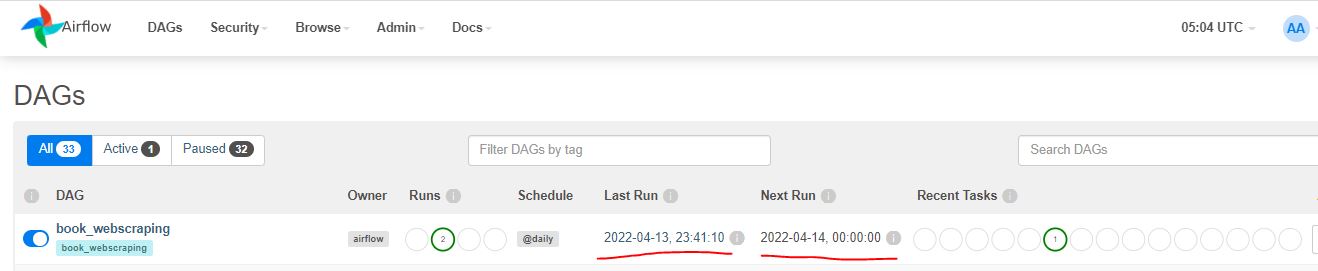 Airflow DAGs Security Browse Admin Docs 05:04 UTC AA
DAGs
All 33 Active 1 Paused 32 Filter DAGs by tag Search DAGs
i DAG Owner Runs i Schedule Last Run i Next Run i Recent Tasks i
book_webscraping airflow 2 @daily 2022-04-13, 23:41:10 i 2022-04-14, 00:00:00 i 1
book_webscraping